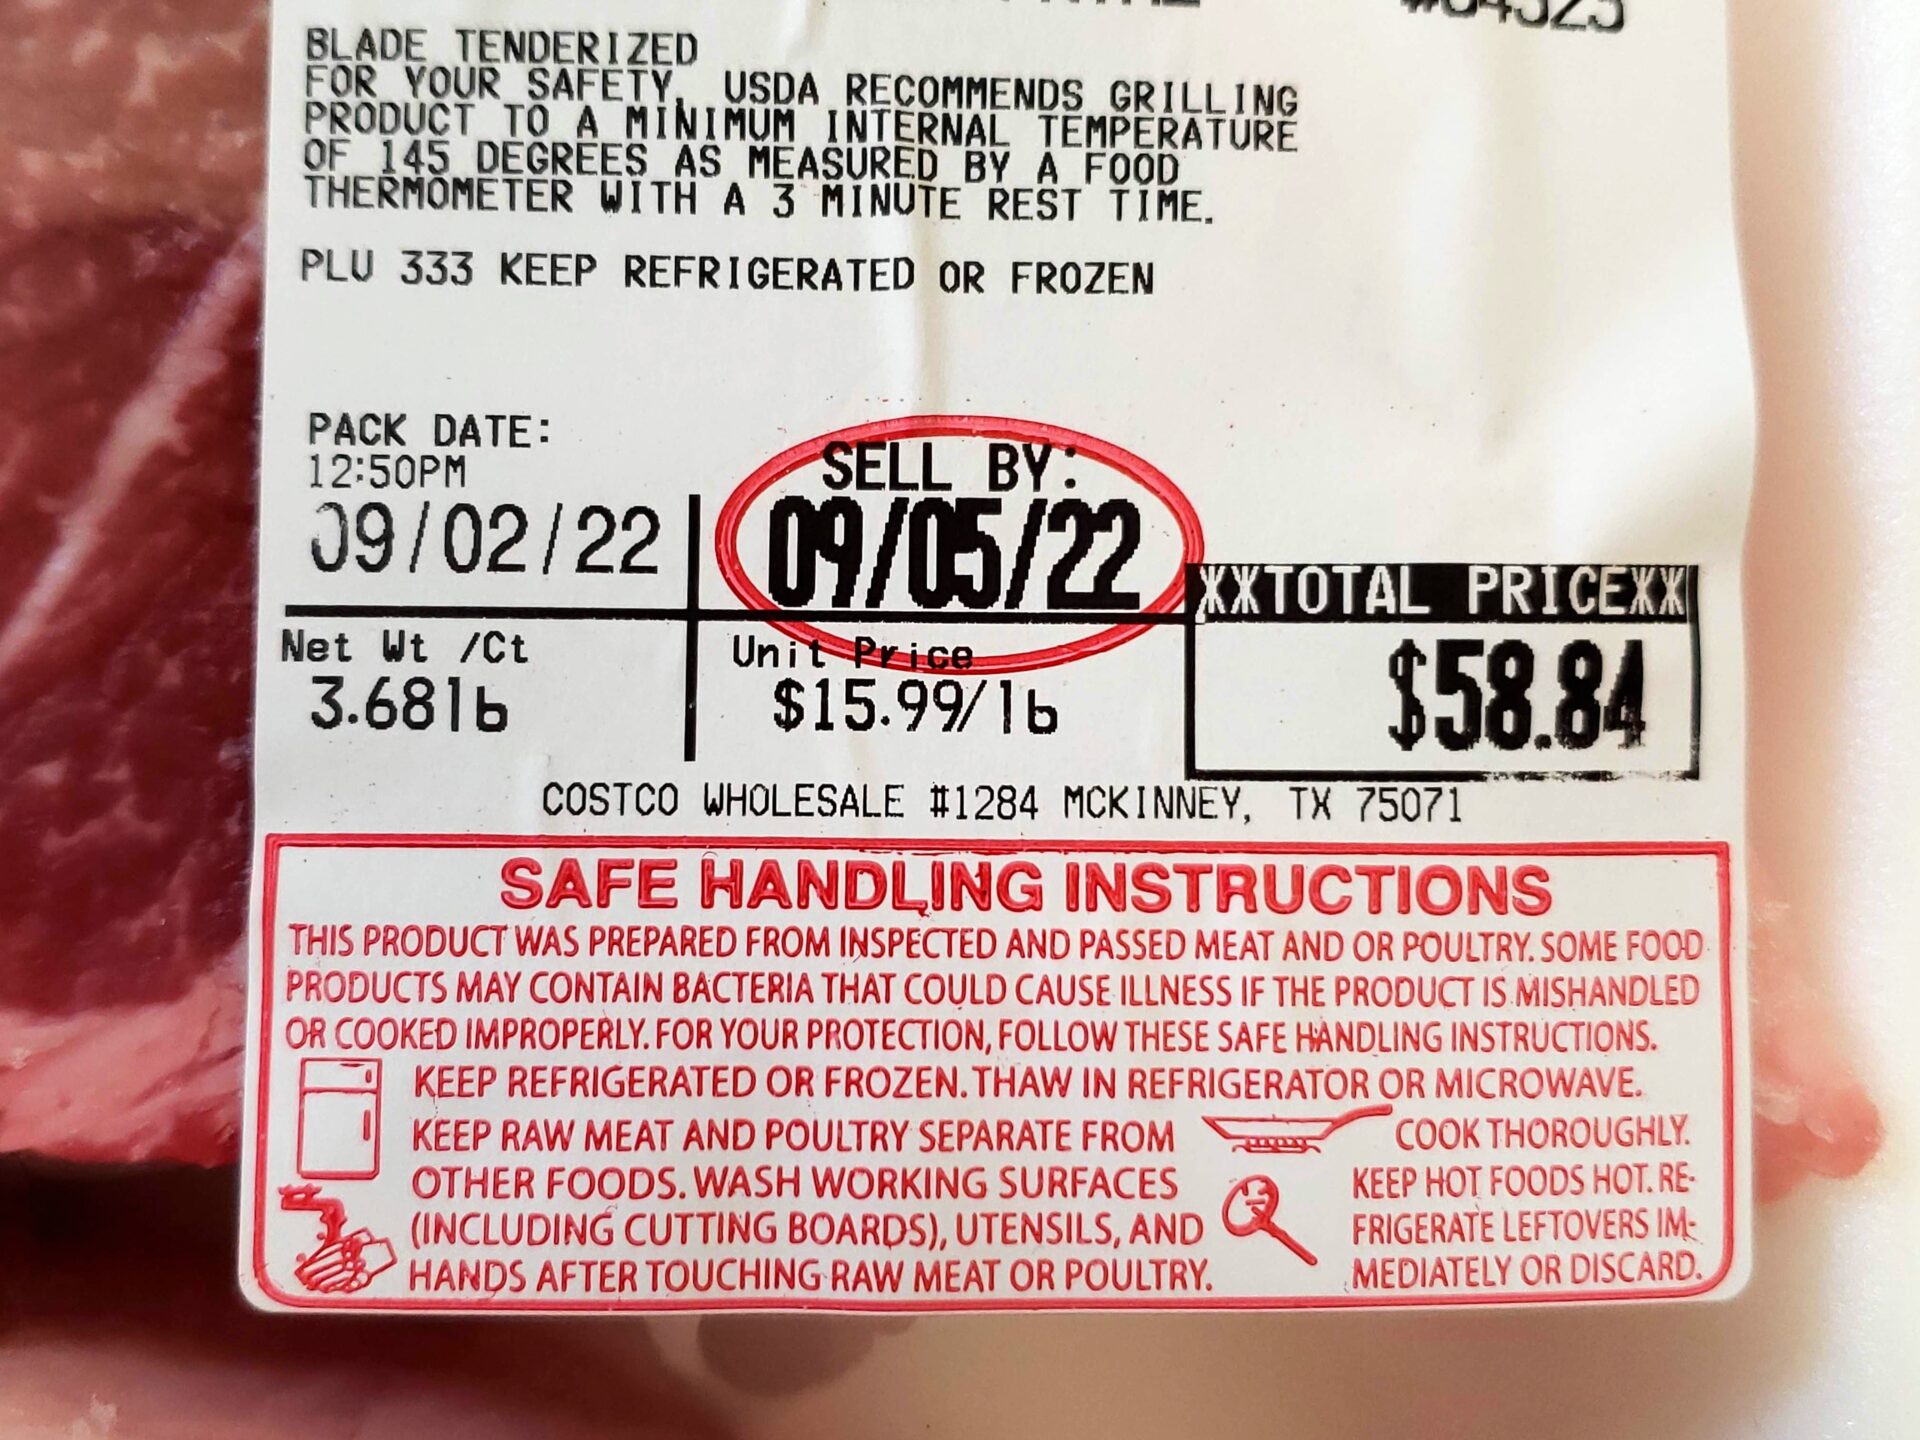 BLADE TENDERIZED
FOR YOUR SAFETY, USDA RECOMMENDS GRILLING
PRODUCT TO A MINIMUM INTERNAL TEMPERATURE
OF 145 DEGREES AS MEASURED BY A FOOD
THERMOMETER WITH A 3 MINUTE REST TIME.
PLU 333 KEEP REFRIGERATED OR FROZEN
PACK DATE:
12:50PM
09/02/22
SELL BY:
09/05/22
XXTOTAL PRICEXX
Net Wt /Ct
3.68lb
Unit Price
$15.99/lb
$58.84
COSTCO WHOLESALE #1284 MCKINNEY, TX 75071
SAFE HANDLING INSTRUCTIONS
THIS PRODUCT WAS PREPARED FROM INSPECTED AND PASSED MEAT AND OR POULTRY. SOME FOOD
PRODUCTS MAY CONTAIN BACTERIA THAT COULD CAUSE ILLNESS IF THE PRODUCT IS MISHANDLED
OR COOKED IMPROPERLY. FOR YOUR PROTECTION, FOLLOW THESE SAFE HANDLING INSTRUCTIONS.
KEEP REFRIGERATED OR FROZEN. THAW IN REFRIGERATOR OR MICROWAVE.
KEEP RAW MEAT AND POULTRY SEPARATE FROM
OTHER FOODS. WASH WORKING SURFACES
(INCLUDING CUTTING BOARDS), UTENSILS, AND
HANDS AFTER TOUCHING RAW MEAT OR POULTRY.
COOK THOROUGHLY.
KEEP HOT FOODS HOT. RE-
FRIGERATE LEFTOVERS IM-
MEDIATELY OR DISCARD.